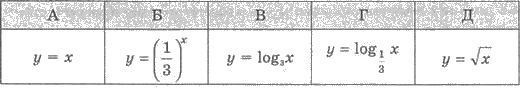 А Б В Г Д
y = x y = (1/3)^x y = log₃x y = log_{1/3} x y = √x